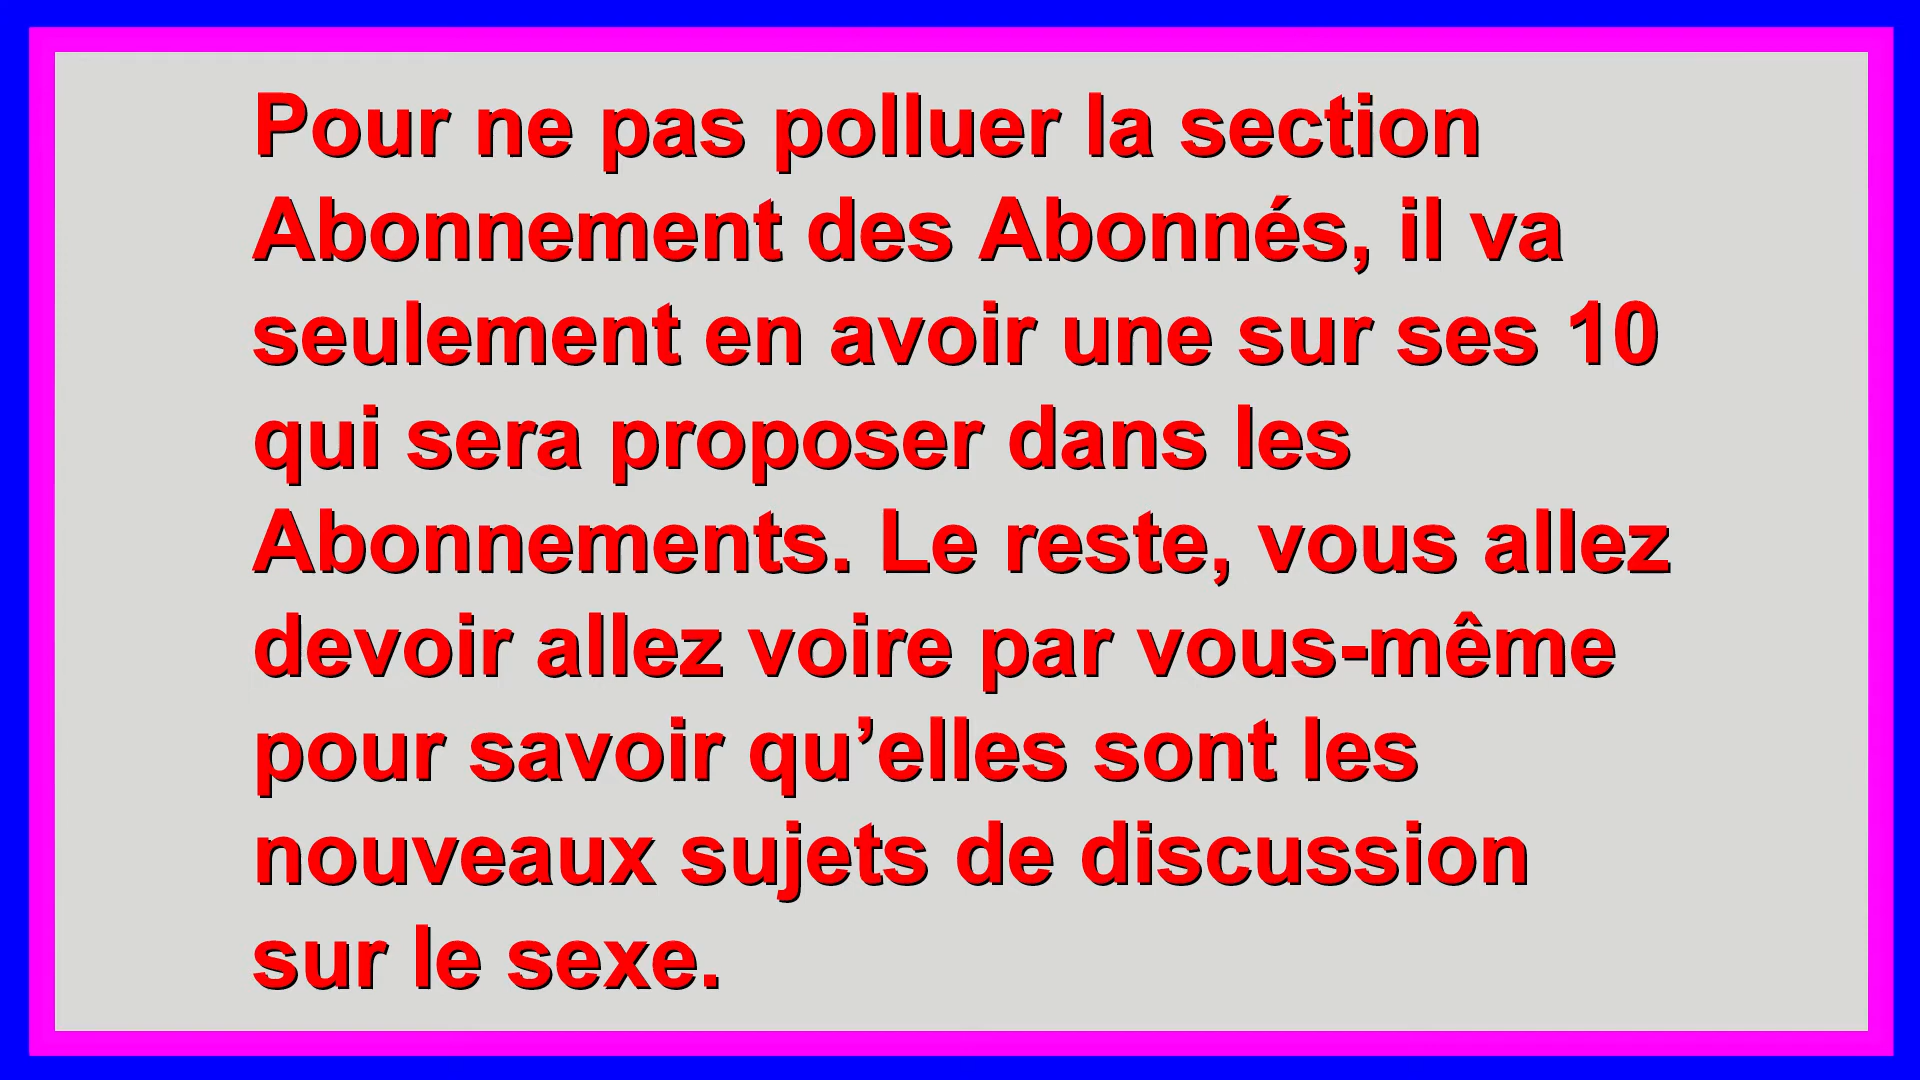 Pour ne pas polluer la section
Abonnement des Abonnés, il va
seulement en avoir une sur ses 10
qui sera proposer dans les
Abonnements. Le reste, vous allez
devoir allez voire par vous-même
pour savoir qu’elles sont les
nouveaux sujets de discussion
sur le sexe.